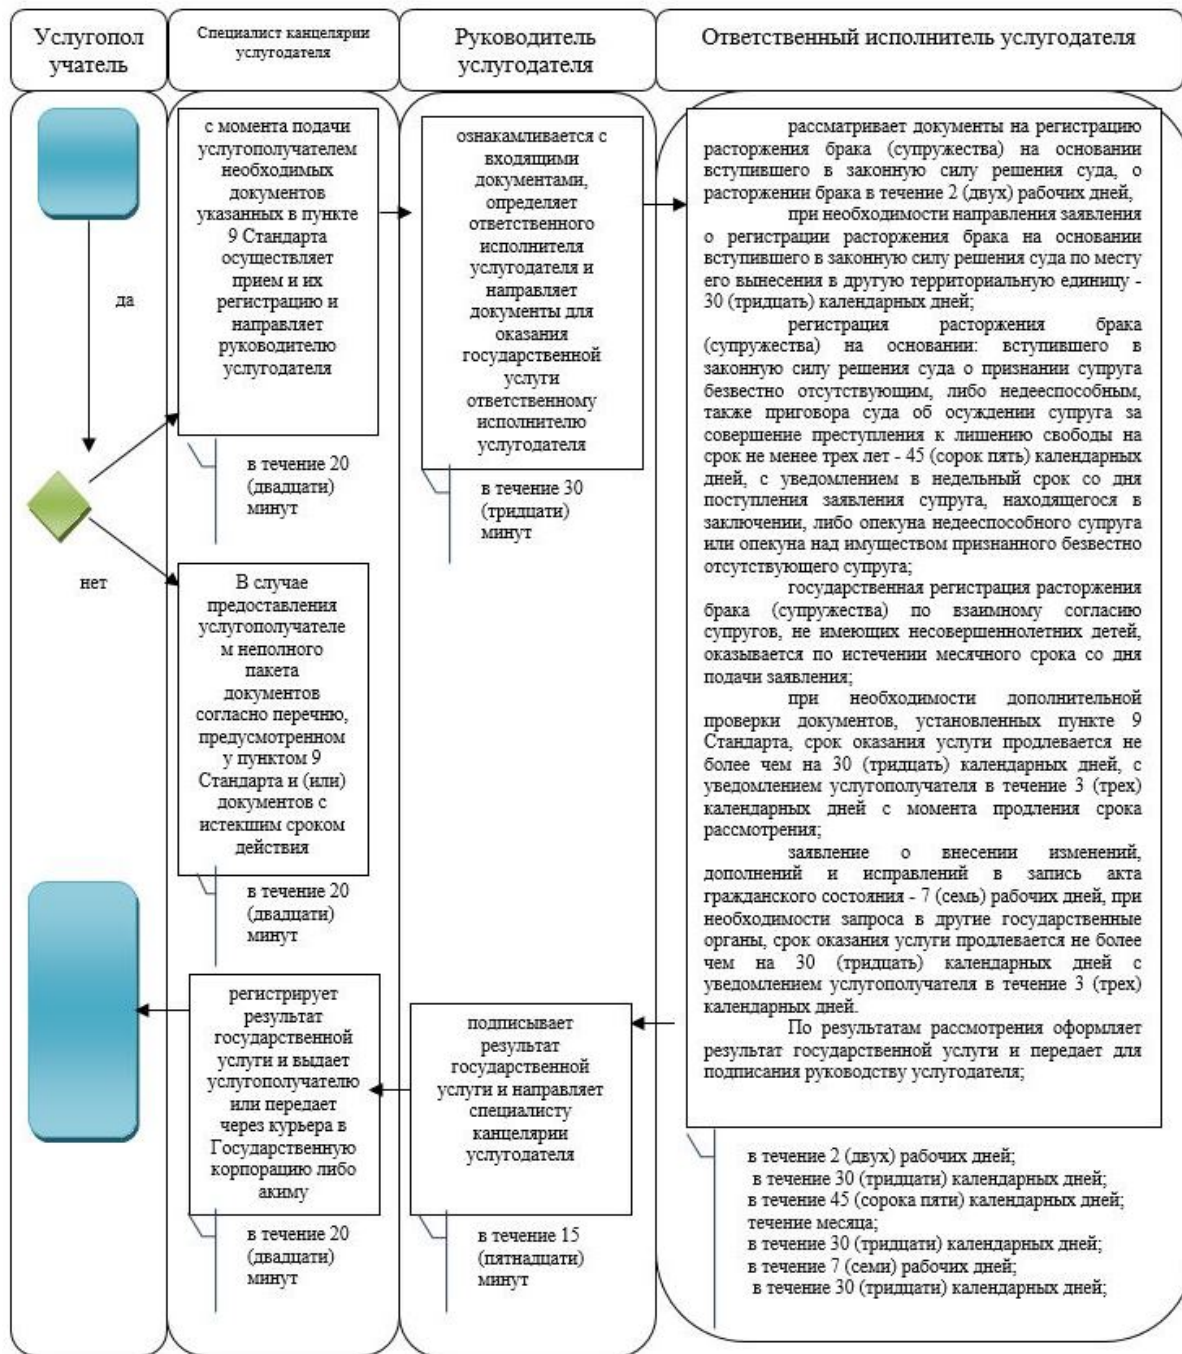 Услугопол
учатель
Специалист канцелярии
услугодателя
Руководитель
услугодателя
Ответственный исполнитель услугодателя
да
нет
с момента подачи
услугополучателем
необходимых
документов
указанных в пункте
9 Стандарта
осуществляет
прием и их
регистрацию и
направляет
руководителю
услугодателя
в течение 20
(двадцати)
минут
В случае
предоставления
услугополучателе
м неполного
пакета
документов
согласно перечню,
предусмотренном
у пунктом 9
Стандарта и (или)
документов с
истекшим сроком
действия
в течение 20
(двадцати)
минут
регистрирует
результат
государственной
услуги и выдает
услугополучателю
или передает
через курьера в
Государственную
корпорацию либо
акиму
в течение 20
(двадцати)
минут
ознакамливается с
входящими
документами,
определяет
ответственного
исполнителя
услугодателя и
направляет
документы для
оказания
государственной
услуги
ответственному
исполнителю
услугодателя
в течение 30
(тридцати)
минут
подписывает
результат
государственной
услуги и направляет
специалисту
канцелярии
услугодателя
в течение 15
(пятнадцати)
минут
рассматривает документы на регистрацию
расторжения брака (супружества) на основании
вступившего в законную силу решения суда, о
расторжении брака в течение 2 (двух) рабочих дней,
при необходимости направления заявления
о регистрации расторжения брака на основании
вступившего в законную силу решения суда по месту
его вынесения в другую территориальную единицу -
30 (тридцать) календарных дней;
регистрация расторжения брака
(супружества) на основании: вступившего в
законную силу решения суда о признании супруга
безвестно отсутствующим, либо недееспособным,
также приговора суда об осуждении супруга за
совершение преступления к лишению свободы на
срок не менее трех лет - 45 (сорок пять) календарных
дней, с уведомлением в недельный срок со дня
поступления заявления супруга, находящегося в
заключении, либо опекуна недееспособного супруга
или опекуна над имуществом признанного безвестно
отсутствующего супруга;
государственная регистрация расторжения
брака (супружества) по взаимному согласию
супругов, не имеющих несовершеннолетних детей,
оказывается по истечении месячного срока со дня
подачи заявления;
при необходимости дополнительной
проверки документов, установленных пункте 9
Стандарта, срок оказания услуги продлевается не
более чем на 30 (тридцать) календарных дней, с
уведомлением услугополучателя в течение 3 (трех)
календарных дней с момента продления срока
рассмотрения;
заявление о внесении изменений,
дополнений и исправлений в запись акта
гражданского состояния - 7 (семь) рабочих дней, при
необходимости запроса в другие государственные
органы, срок оказания услуги продлевается не более
чем на 30 (тридцать) календарных дней с
уведомлением услугополучателя в течение 3 (трех)
календарных дней.
По результатам рассмотрения оформляет
результат государственной услуги и передает для
подписания руководству услугодателя;
в течение 2 (двух) рабочих дней;
в течение 30 (тридцати) календарных дней;
в течение 45 (сорока пяти) календарных дней;
течение месяца;
в течение 30 (тридцати) календарных дней;
в течение 7 (семи) рабочих дней;
в течение 30 (тридцати) календарных дней;